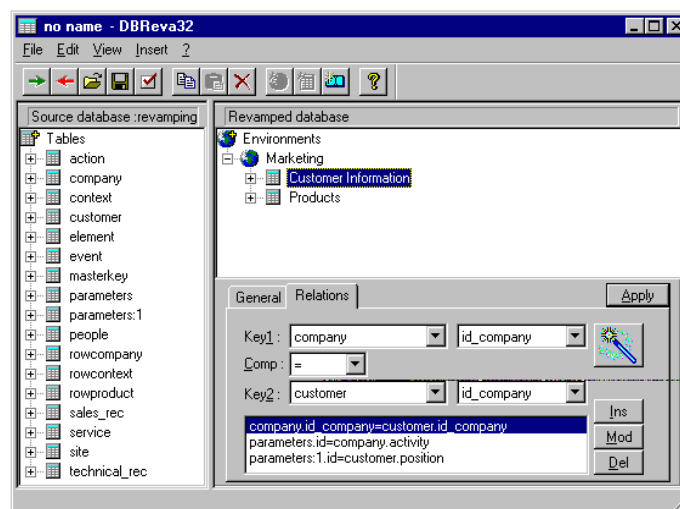 no name - DBReva32
File Edit View Insert ?
Source database :revamping
Tables
action
company
context
customer
element
event
masterkey
parameters
parameters:1
people
rowcompany
rowcontext
rowproduct
sales_rec
service
site
technical_rec
Revamped database
Environments
Marketing
Customer Information
Products
General Relations Apply
Key1 : company id_company
Comp : =
Key2 : customer id_company
company.id_company=customer.id_company
parameters.id=company.activity
parameters:1.id=customer.position
Ins
Mod
Del